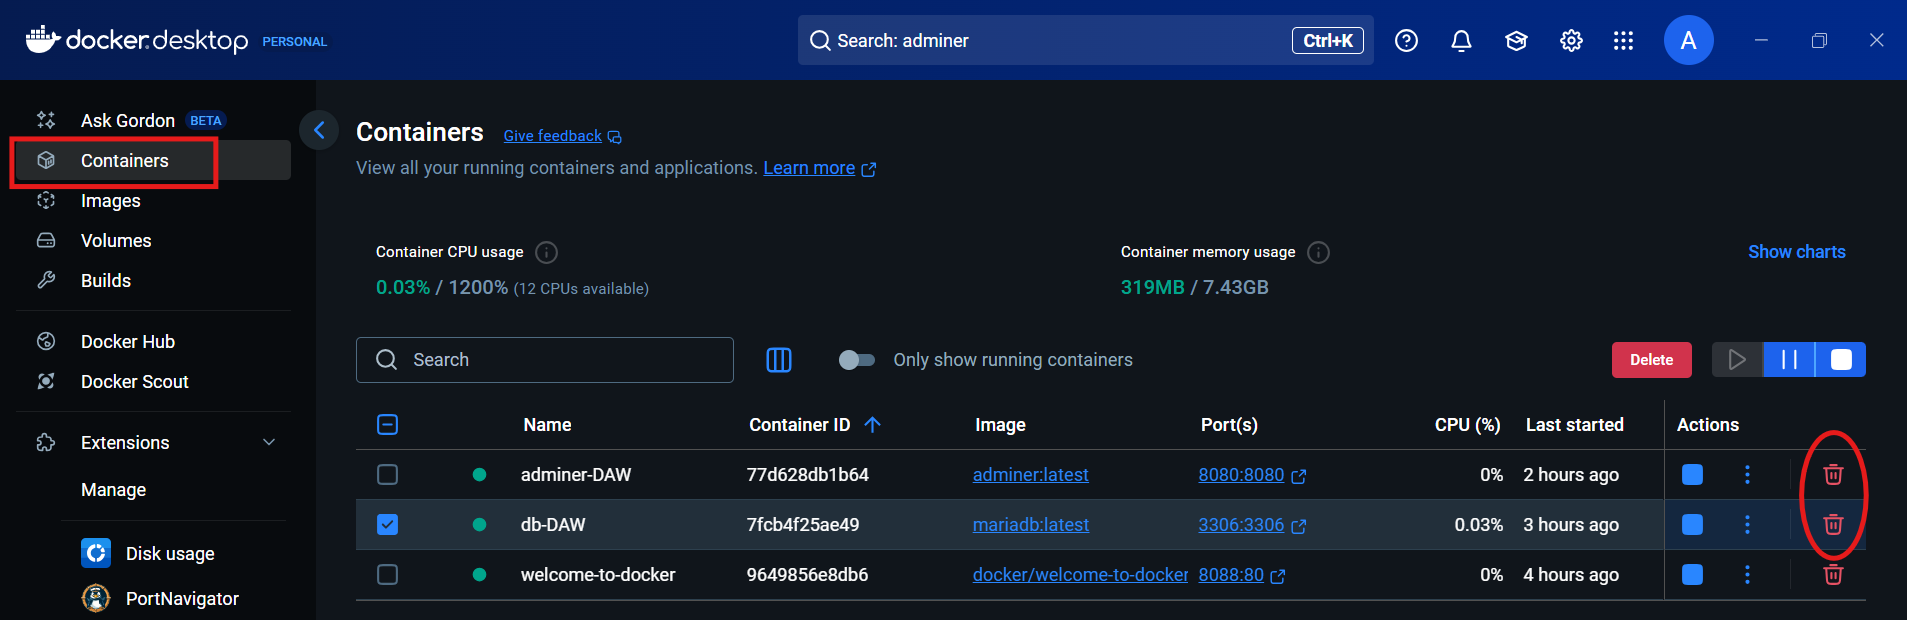 docker.desktop PERSONAL
Search: adminer Ctrl+K
A
Ask Gordon BETA
Containers
Images
Volumes
Builds
Docker Hub
Docker Scout
Extensions
Manage
Disk usage
PortNavigator
Containers Give feedback
View all your running containers and applications. Learn more
Container CPU usage
0.03% / 1200% (12 CPUs available)
Container memory usage
319MB / 7.43GB
Show charts
Search
Only show running containers
Delete
Name Container ID Image Port(s) CPU (%) Last started Actions
adminer-DAW 77d628db1b64 adminer:latest 8080:8080 0% 2 hours ago
db-DAW 7fcb4f25ae49 mariadb:latest 3306:3306 0.03% 3 hours ago
welcome-to-docker 9649856e8db6 docker/welcome-to-docker 8088:80 0% 4 hours ago